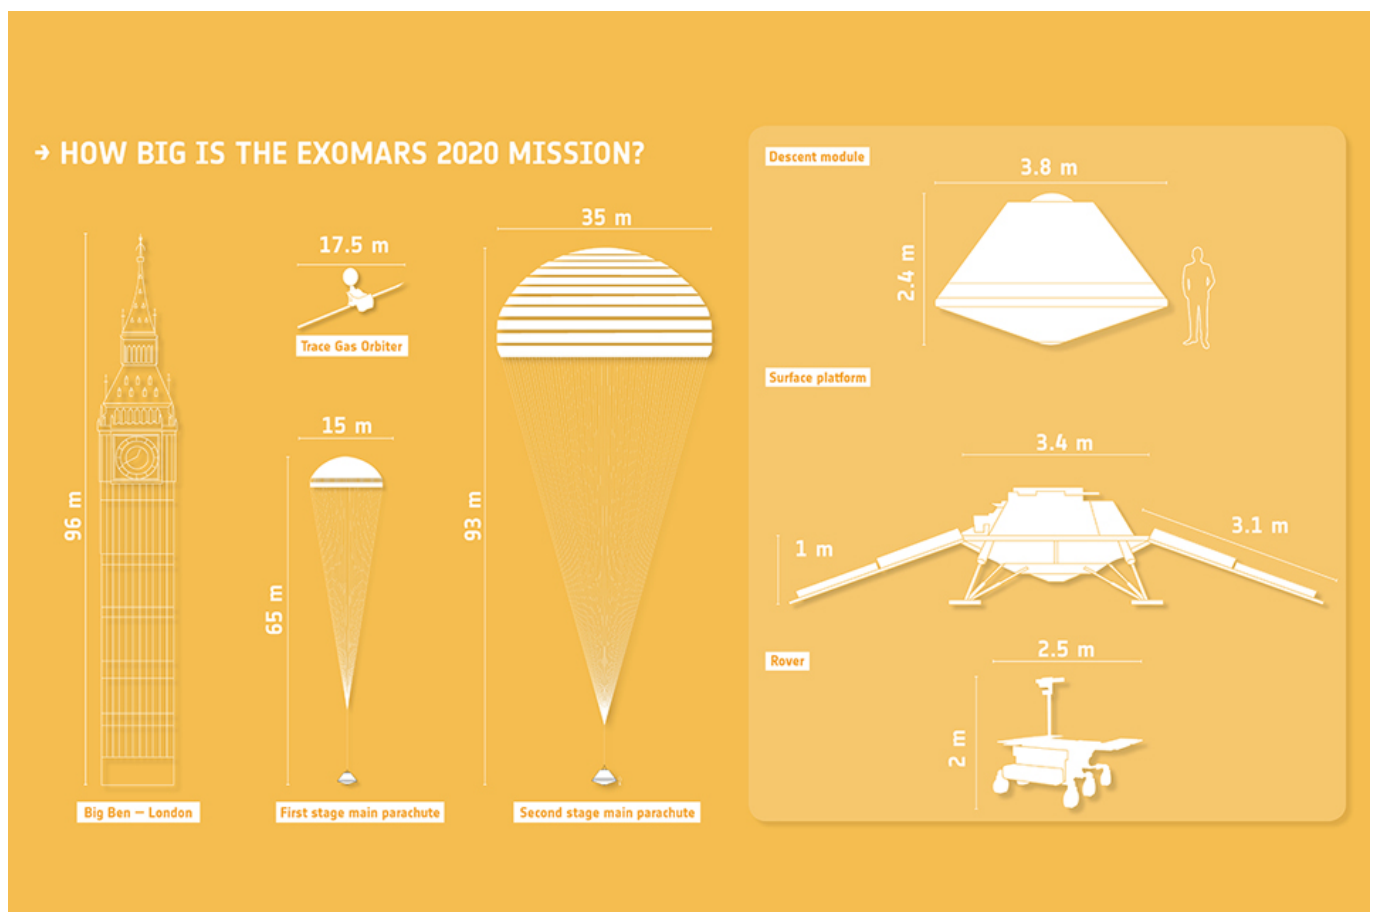 → HOW BIG IS THE EXOMARS 2020 MISSION?
96 m
Big Ben — London
17.5 m
Trace Gas Orbiter
15 m
65 m
First stage main parachute
35 m
93 m
Second stage main parachute
Descent module
3.8 m
2.4 m
Surface platform
3.4 m
3.1 m
1 m
Rover
2.5 m
2 m